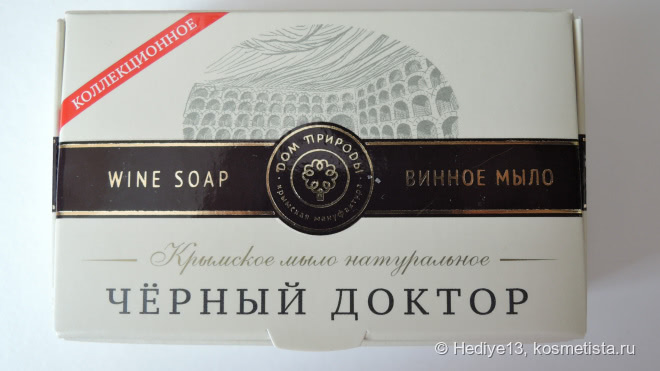 КОЛЛЕКЦИОННОЕ
ДОМ ПРИРОДЫ
WINE SOAP
ВИННОЕ МЫЛО
крымская мануфактура
Крымское мыло натуральное
ЧЁРНЫЙ ДОКТОР
© Hediye13, kosmetista.ru